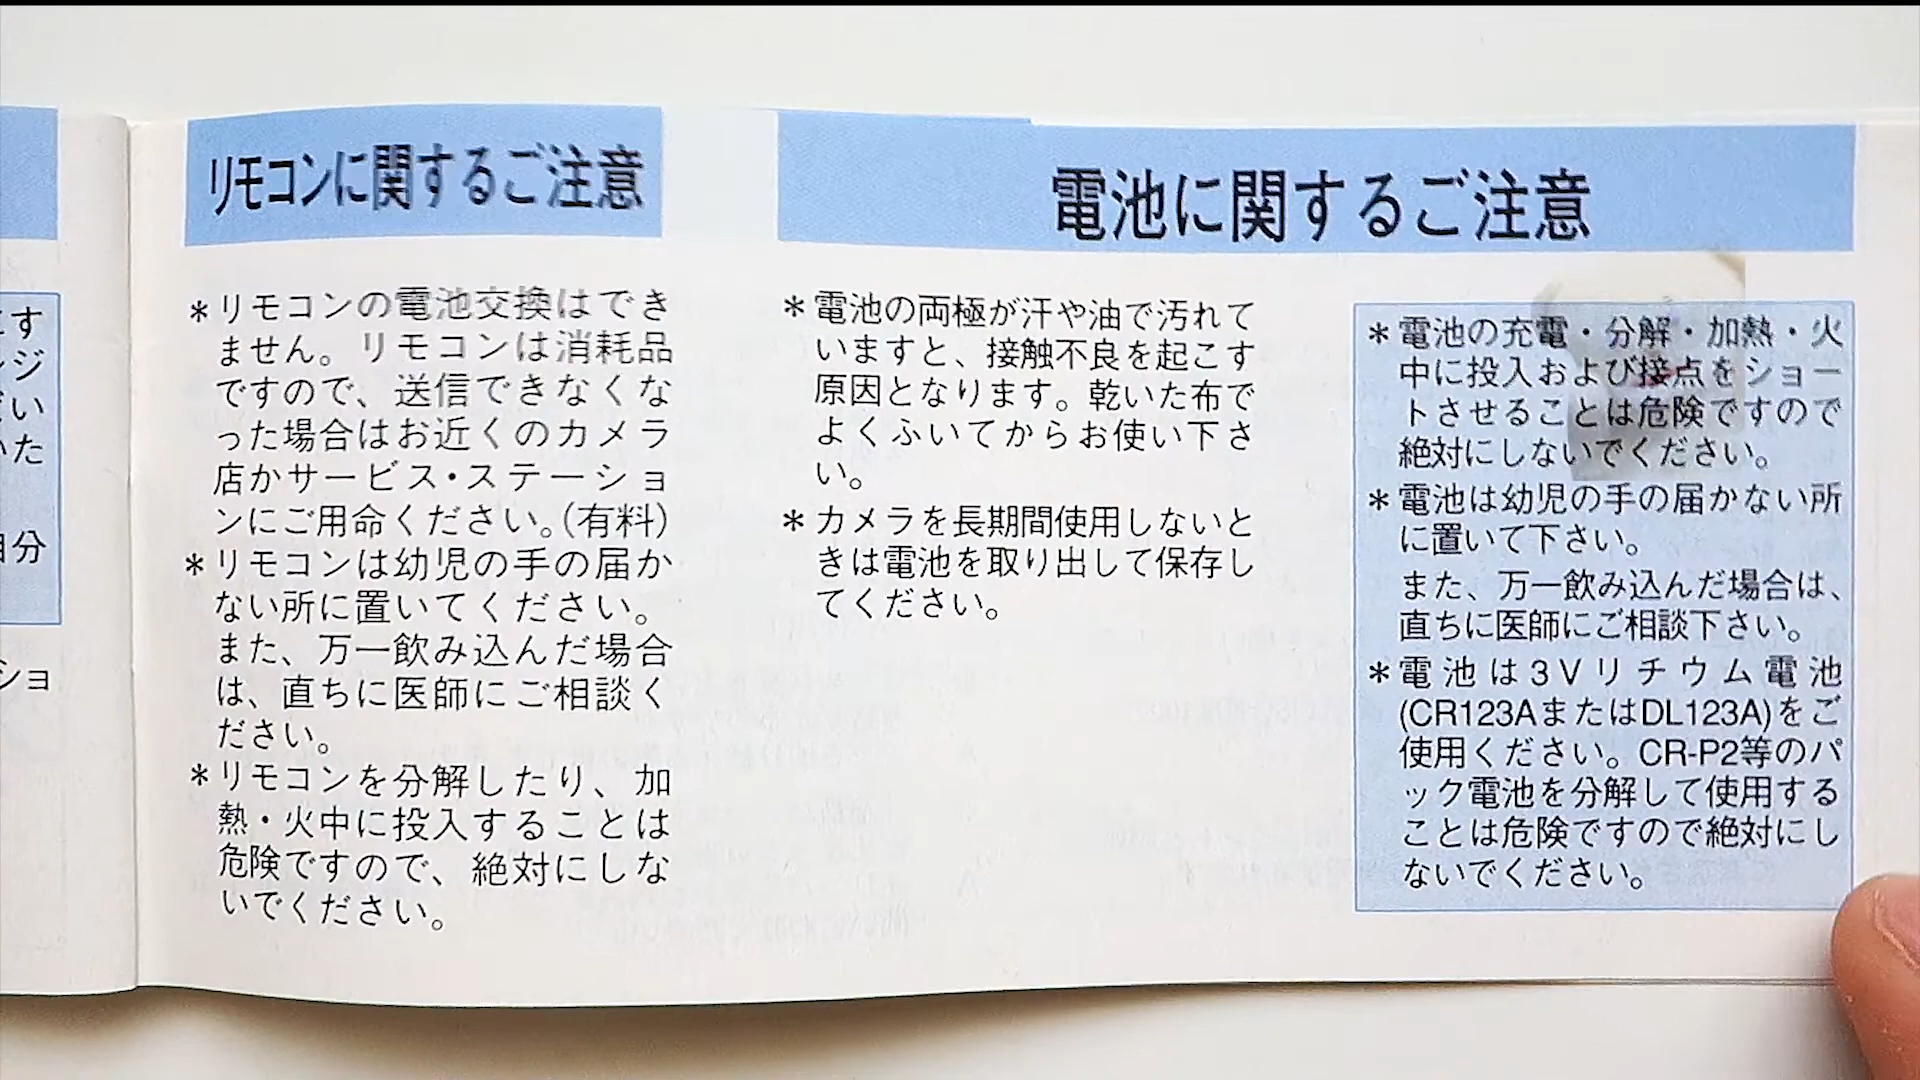 こす
レジ
い
いた
自分
ショ
リモコンに関するご注意
*リモコンの電池交換はでき
ません。リモコンは消耗品
ですので、送信できなくな
った場合はお近くのカメラ
店かサービス・ステーショ
ンにご用命ください。(有料)
*リモコンは幼児の手の届か
ない所に置いてください。
また、万一飲み込んだ場合
は、直ちに医師にご相談く
ださい。
*リモコンを分解したり、加
熱・火中に投入することは
危険ですので、絶対にしな
いでください。
電池に関するご注意
*電池の両極が汗や油で汚れて
いますと、接触不良を起こす
原因となります。乾いた布で
よくふいてからお使い下さ
い。
*カメラを長期間使用しないと
きは電池を取り出して保存し
てください。
*電池の充電・分解・加熱・火
中に投入および接点をショー
トさせることは危険ですので
絶対にしないでください。
*電池は幼児の手の届かない所
に置いて下さい。
また、万一飲み込んだ場合は、
直ちに医師にご相談下さい。
*電池は3Vリチウム電池
(CR123AまたはDL123A)をご
使用ください。CR-P2等のパ
ック電池を分解して使用する
ことは危険ですので絶対にし
ないでください。